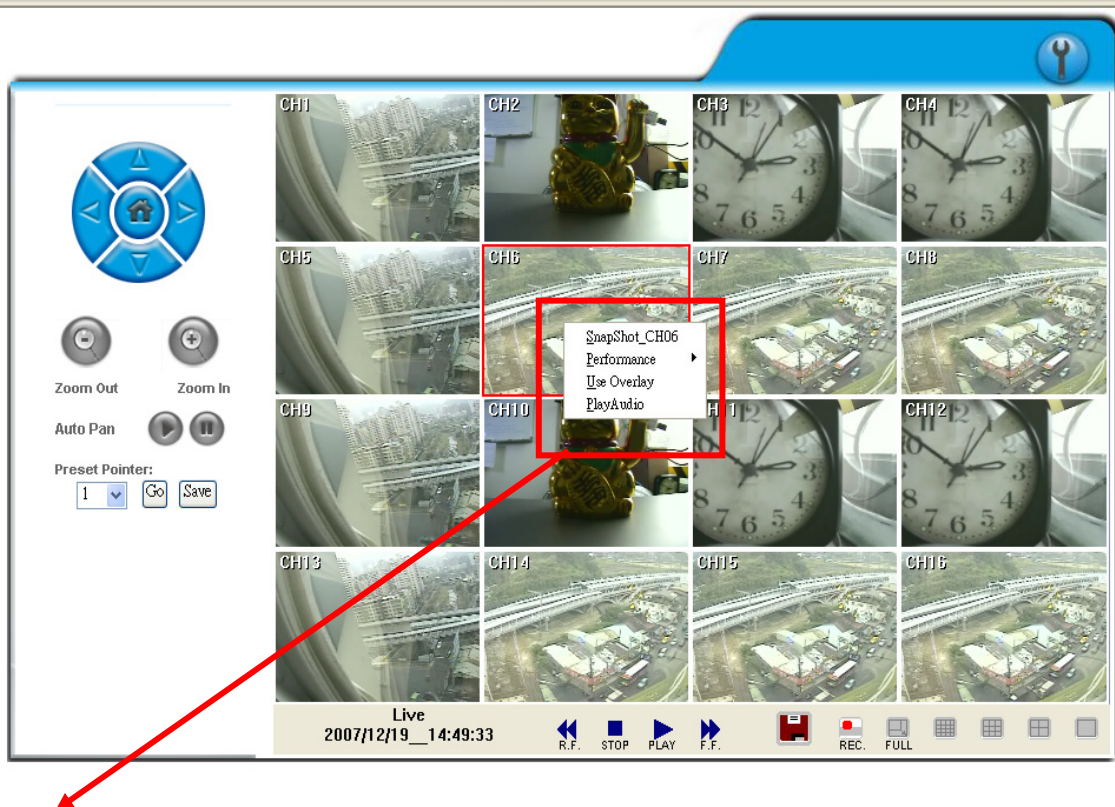 CH1
CH2
CH3
CH4
CH5
CH6
CH7
CH8
SnapShot_CH06
Performance
Use Overlay
PlayAudio
Zoom Out
Zoom In
Auto Pan
Preset Pointer:
1
Go
Save
CH9
CH10
CH11
CH12
CH13
CH14
CH15
CH16
Live
2007/12/19__14:49:33
R.F.
STOP
PLAY
F.F.
REC.
FULL